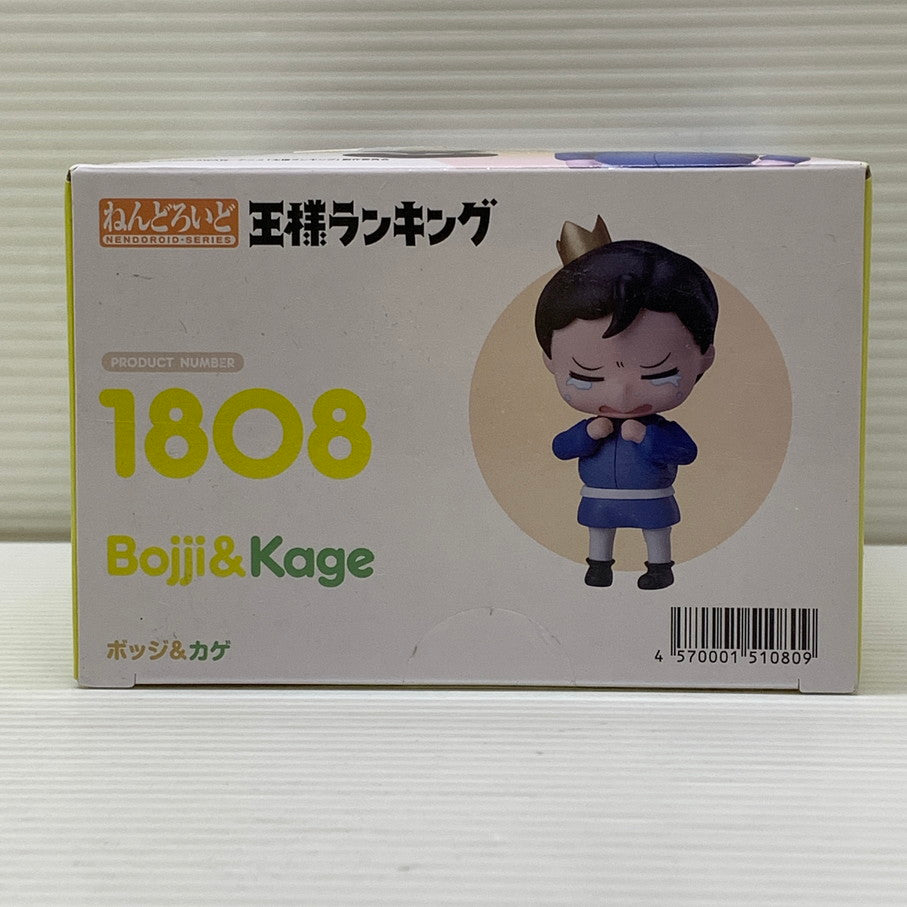 ねんどろいど
NENDOROID・SERIES
王様ランキング
PRODUCT NUMBER
1808
Bojji&Kage
ボッジ&カゲ
4 570001 510809